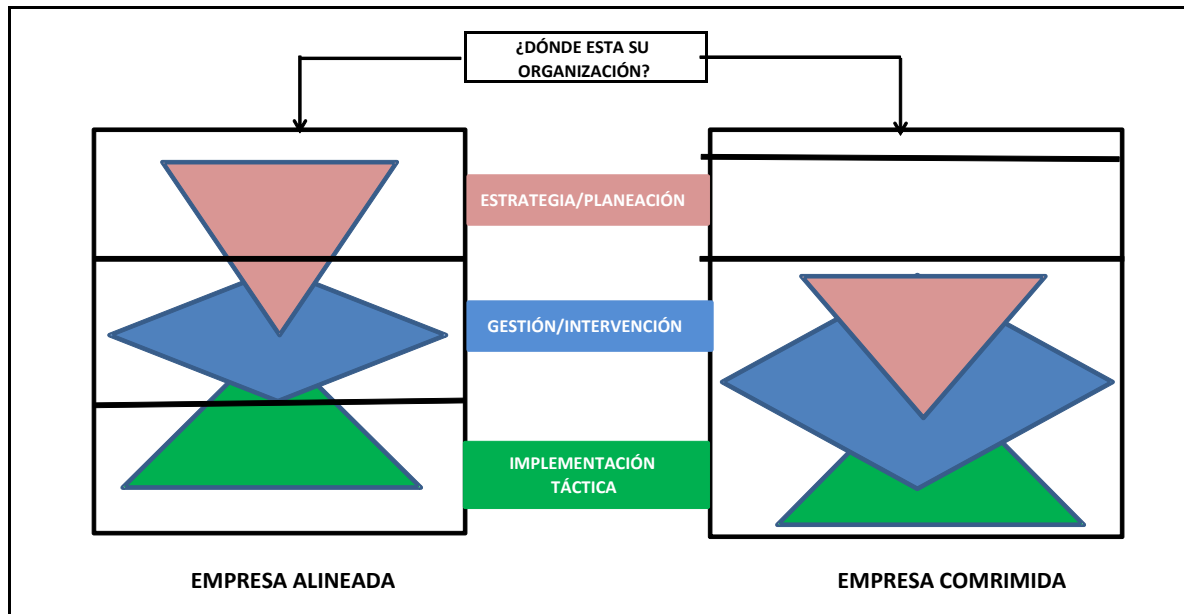 ¿DÓNDE ESTA SU
ORGANIZACIÓN?
ESTRATEGIA/PLANEACIÓN
GESTIÓN/INTERVENCIÓN
IMPLEMENTACIÓN
TÁCTICA
EMPRESA ALINEADA
EMPRESA COMRIMIDA